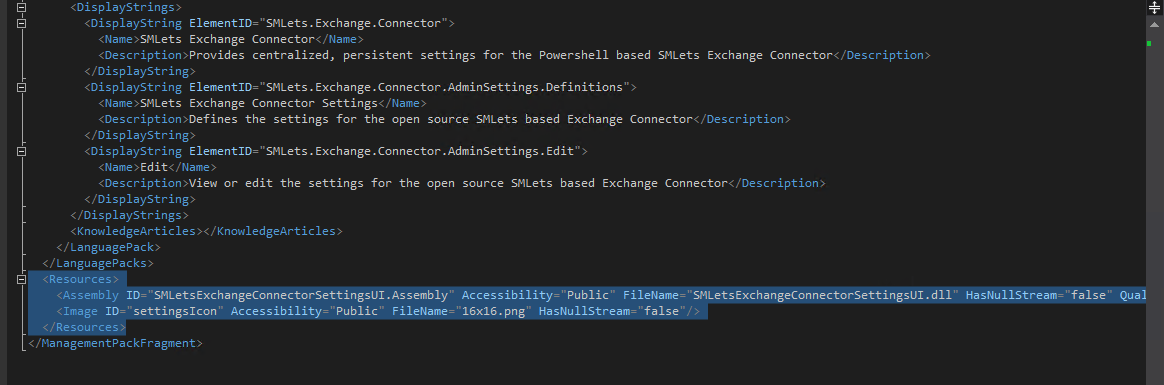 <DisplayStrings>
<DisplayString ElementID="SMLets.Exchange.Connector">
<Name>SMLets Exchange Connector</Name>
<Description>Provides centralized, persistent settings for the Powershell based SMLets Exchange Connector</Description>
</DisplayString>
<DisplayString ElementID="SMLets.Exchange.Connector.AdminSettings.Definitions">
<Name>SMLets Exchange Connector Settings</Name>
<Description>Defines the settings for the open source SMLets based Exchange Connector</Description>
</DisplayString>
<DisplayString ElementID="SMLets.Exchange.Connector.AdminSettings.Edit">
<Name>Edit</Name>
<Description>View or edit the settings for the open source SMLets based Exchange Connector</Description>
</DisplayString>
</DisplayStrings>
<KnowledgeArticles></KnowledgeArticles>
</LanguagePack>
</LanguagePacks>
<Resources>
<Assembly ID="SMLetsExchangeConnectorSettingsUI.Assembly" Accessibility="Public" FileName="SMLetsExchangeConnectorSettingsUI.dll" HasNullStream="false" Qual
<Image ID="settingsIcon" Accessibility="Public" FileName="16x16.png" HasNullStream="false"/>
</Resources>
</ManagementPackFragment>